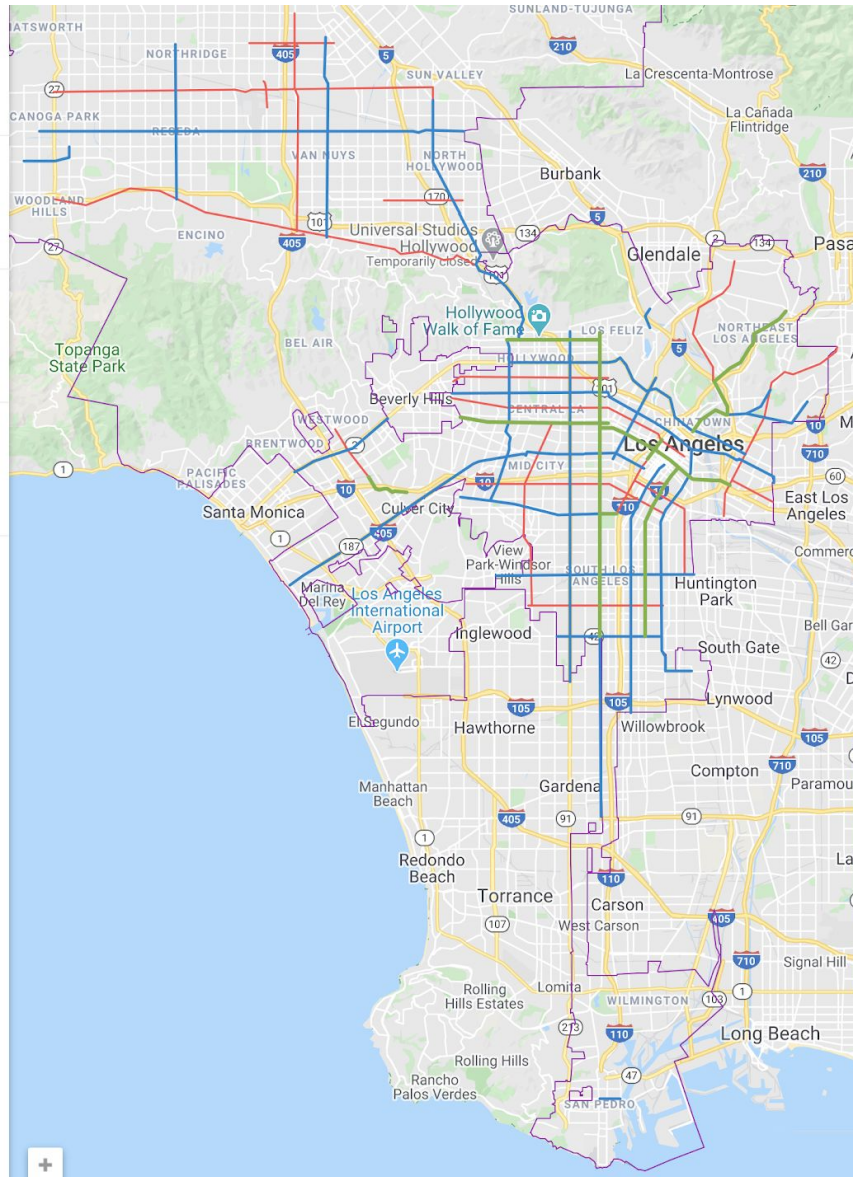 HATSWORTH
SUNLAND-TUJUNGA
NORTHRIDGE
405
5
210
SUN VALLEY
La Crescenta-Montrose
27
CANOGA PARK
La Cañada
Flintridge
RESEDA
VAN NUYS
NORTH
HOLLYWOOD
Burbank
210
WOODLAND
HILLS
170
101
5
ENCINO
405
Universal Studios
Hollywood
Temporarily closed
134
2
134
27
101
Glendale
Pasa
Hollywood
Walk of Fame
LOS FELIZ
NORTHEAST
LOS ANGELES
BEL AIR
5
Topanga
State Park
HOLLYWOOD
101
Beverly Hills
CENTRAL LA
WESTWOOD
CHINATOWN
10
BRENTWOOD
2
Los Angeles
M
710
PACIFIC
PALISADES
MID CITY
1
10
10
60
Santa Monica
Culver City
110
East Los
Angeles
1
405
187
View
Park-Windsor
Hills
Commerc
SOUTH LOS
ANGELES
Huntington
Park
Marina
Del Rey
Los Angeles
International
Airport
Inglewood
Bell Gar
42
South Gate
42
105
Lynwood
El Segundo
Hawthorne
Willowbrook
105
710
Compton
Manhattan
Beach
Gardena
Paramou
405
91
91
1
Redondo
Beach
La
110
Torrance
Carson
405
107
West Carson
710
Signal Hill
Rolling
Hills Estates
Lomita
WILMINGTON
103
1
213
110
Long Beach
Rolling Hills
47
Rancho
Palos Verdes
SAN PEDRO
+